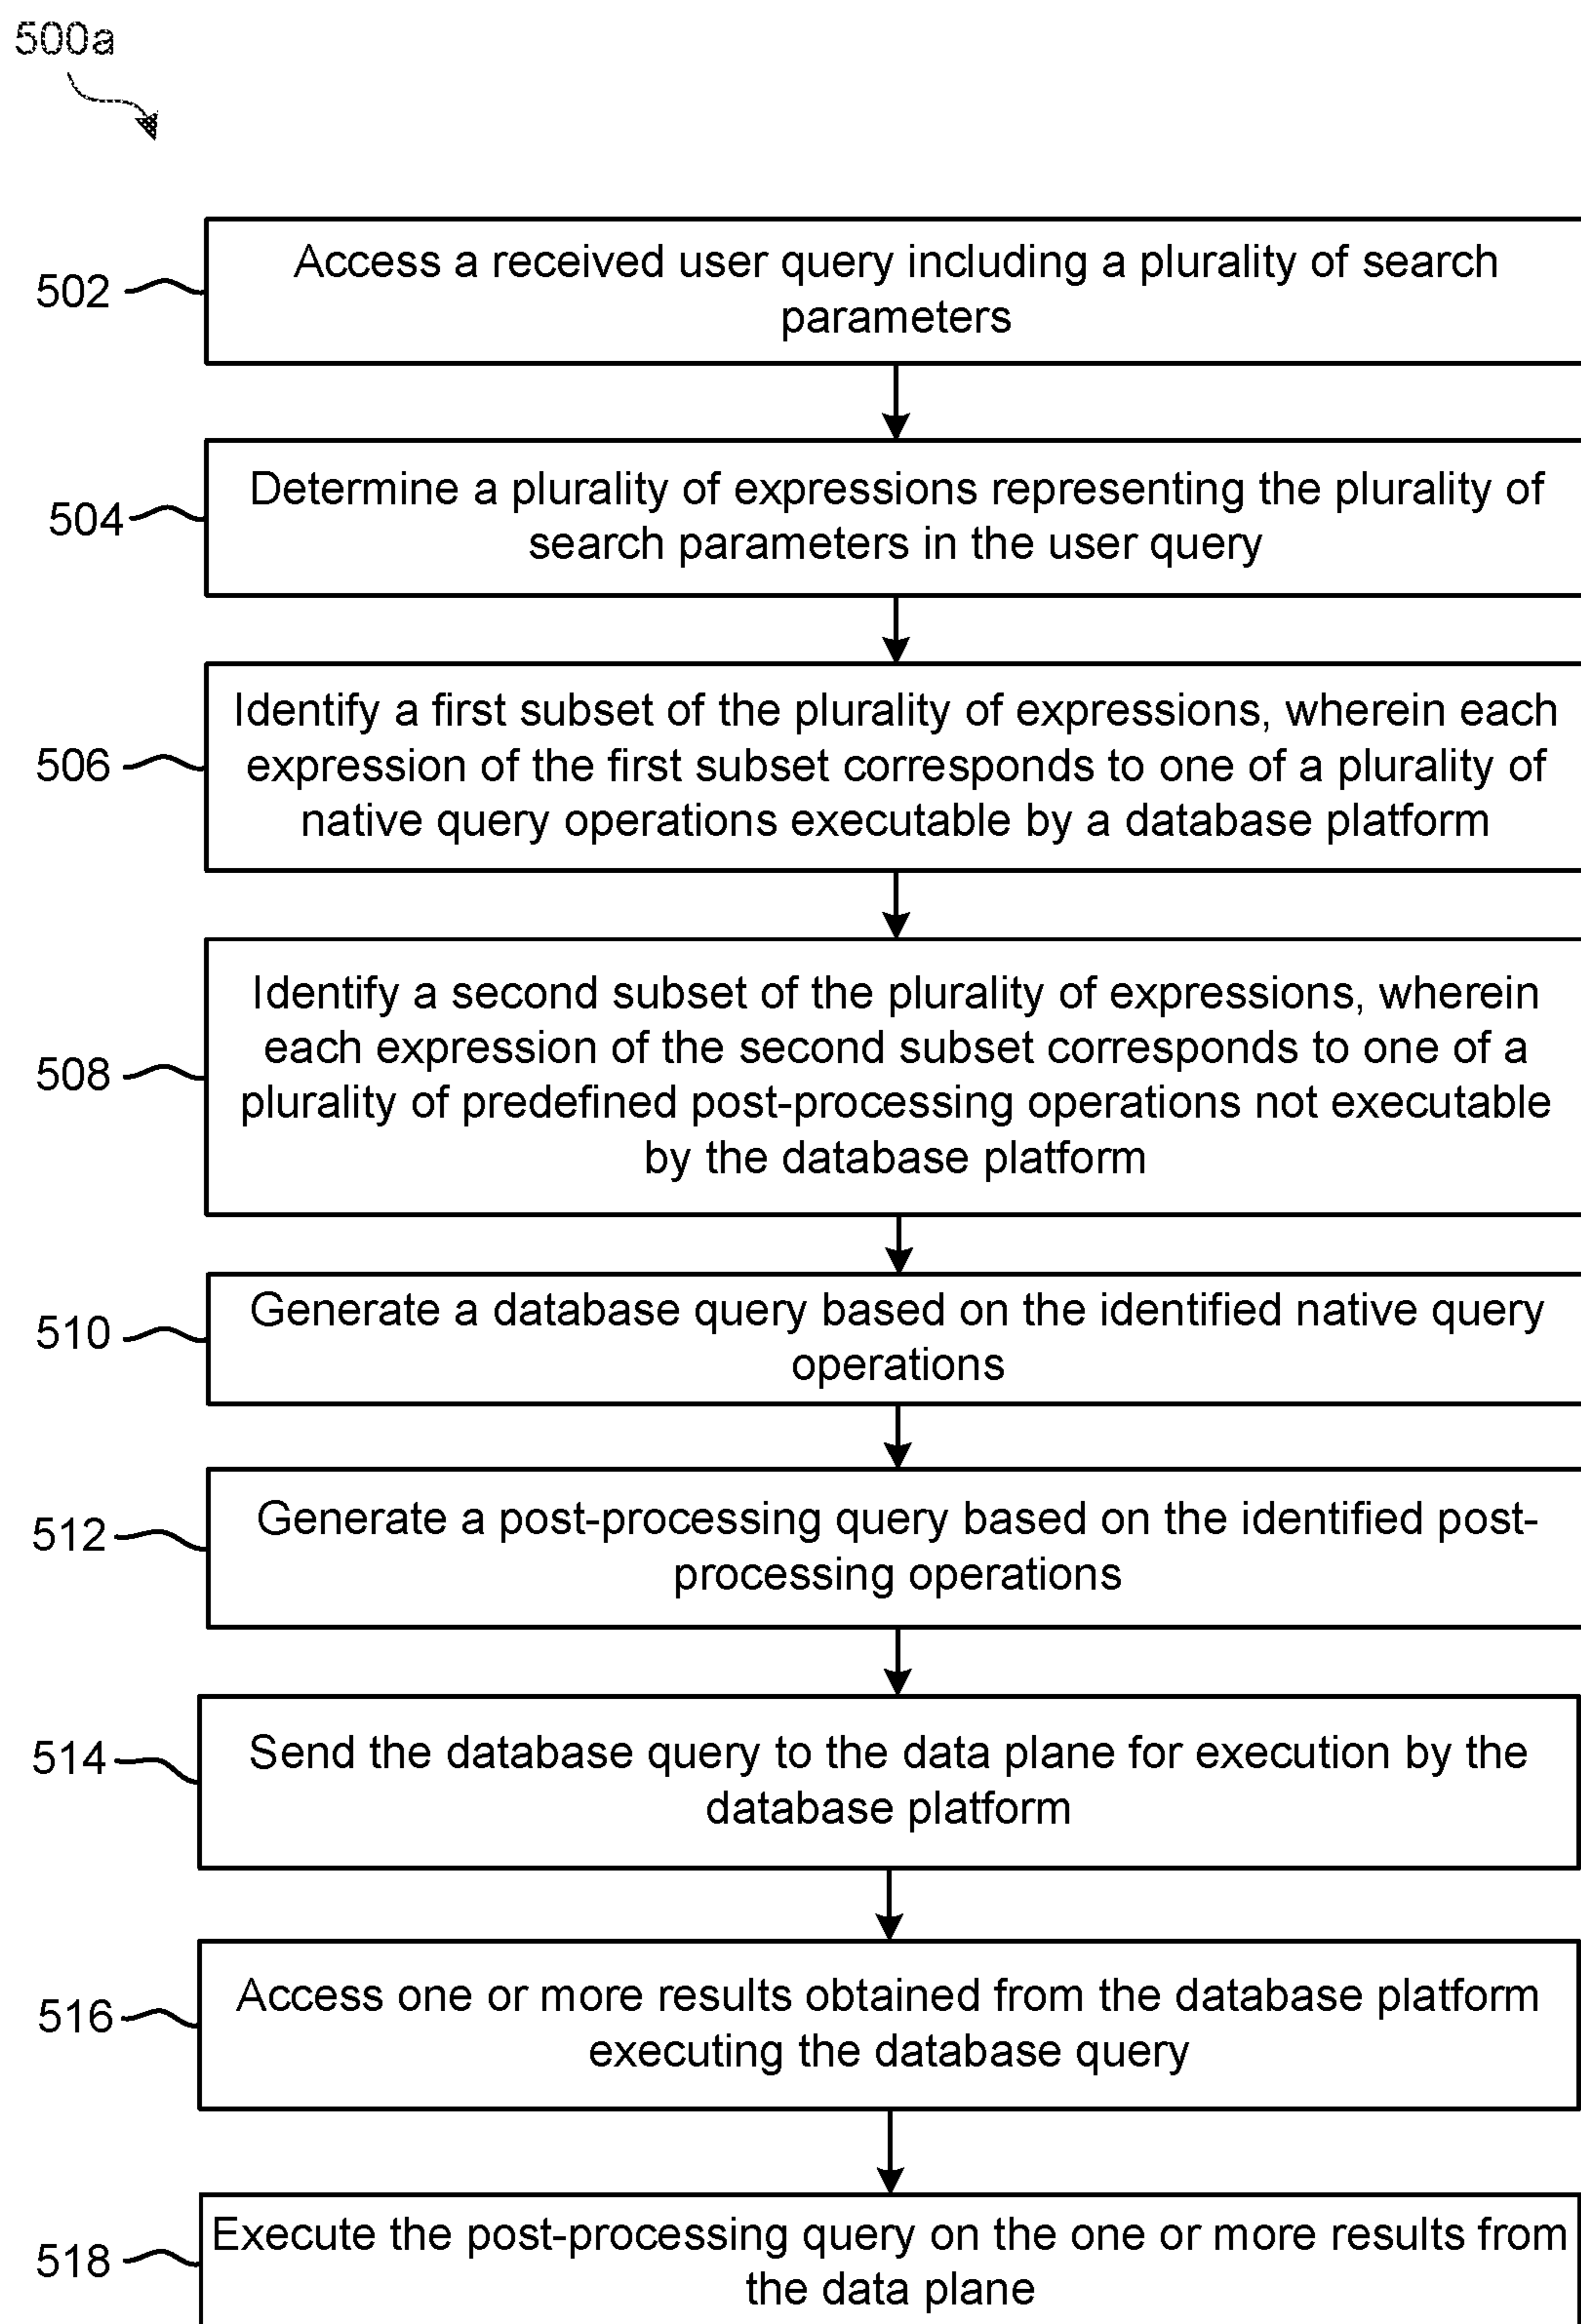 500a
502
Access a received user query including a plurality of search
parameters
504
Determine a plurality of expressions representing the plurality of
search parameters in the user query
506
Identify a first subset of the plurality of expressions, wherein each
expression of the first subset corresponds to one of a plurality of
native query operations executable by a database platform
508
Identify a second subset of the plurality of expressions, wherein
each expression of the second subset corresponds to one of a
plurality of predefined post-processing operations not executable
by the database platform
510
Generate a database query based on the identified native query
operations
512
Generate a post-processing query based on the identified post-
processing operations
514
Send the database query to the data plane for execution by the
database platform
516
Access one or more results obtained from the database platform
executing the database query
518
Execute the post-processing query on the one or more results from
the data plane